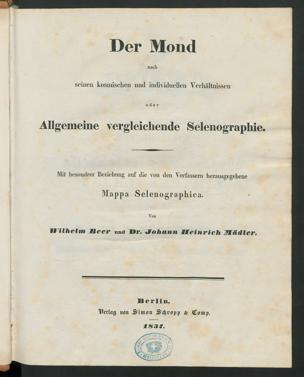 Der Mond
nach
seinen kosmischen und individuellen Verhältnissen
oder
Allgemeine vergleichende Selenographie.
Mit besondrer Beziehung auf die von den Verfassern herausgegebene
Mappa Selenographica.
Von
Wilhelm Beer und Dr. Johann Heinrich Mädler.
Berlin,
Verlag von Simon Schropp & Comp.
1837.